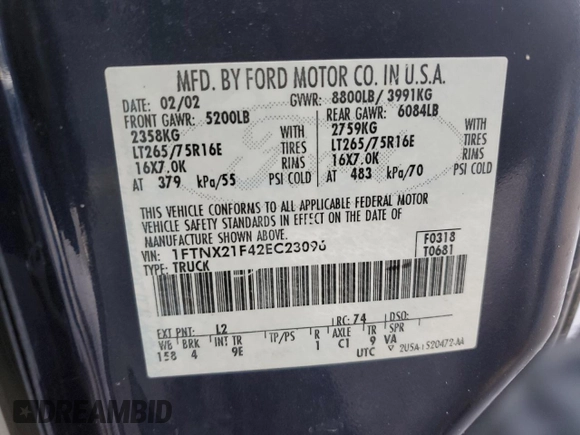 MFD. BY FORD MOTOR CO. IN U.S.A.
DATE: 02/02 GVWR: 8800LB/ 3991KG
FRONT GAWR: 5200LB REAR GAWR: 6084LB
2358KG WITH 2759KG WITH
LT265/75R16E TIRES LT265/75R16E TIRES
16X7.0K RIMS 16X7.0K RIMS
AT 379 kPa/55 PSI COLD AT 483 kPa/70 PSI COLD
THIS VEHICLE CONFORMS TO ALL APPLICABLE FEDERAL MOTOR
VEHICLE SAFETY STANDARDS IN EFFECT ON THE DATE OF
MANUFACTURE SHOWN ABOVE.
VIN: 1FTNX21F42EC23096 F0318
TYPE: TRUCK T0681
EXT PNT: L2 RC: 74 DSO:
WB BRK INT TR TP/PS R AXLE TR SPR
158 4 9E 1 C1 9 VA
UTC 2USA-1520472-AA
DREAMBID